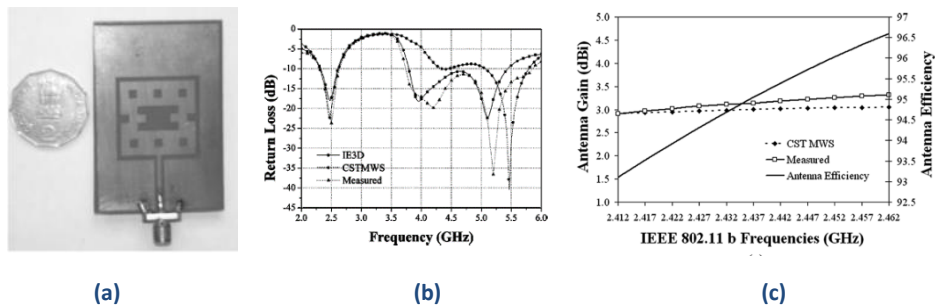 0
-5
-10
-15
-20
-25
-30
-35
-40
-45
Return Loss (dB)
IE3D
CSTMWS
Measured
2.0 2.5 3.0 3.5 4.0 4.5 5.0 5.5 6.0
Frequency (GHz)
5.0
4.5
4.0
3.5
3.0
2.5
2.0
1.5
1.0
Antenna Gain (dBi)
97
96.5
96
95.5
95
94.5
94
93.5
93
92.5
Antenna Efficiency
CST MWS
Measured
Antenna Efficiency
2.412 2.417 2.422 2.427 2.432 2.437 2.442 2.447 2.452 2.457 2.462
IEEE 802.11 b Frequencies (GHz)
(a) (b) (c)